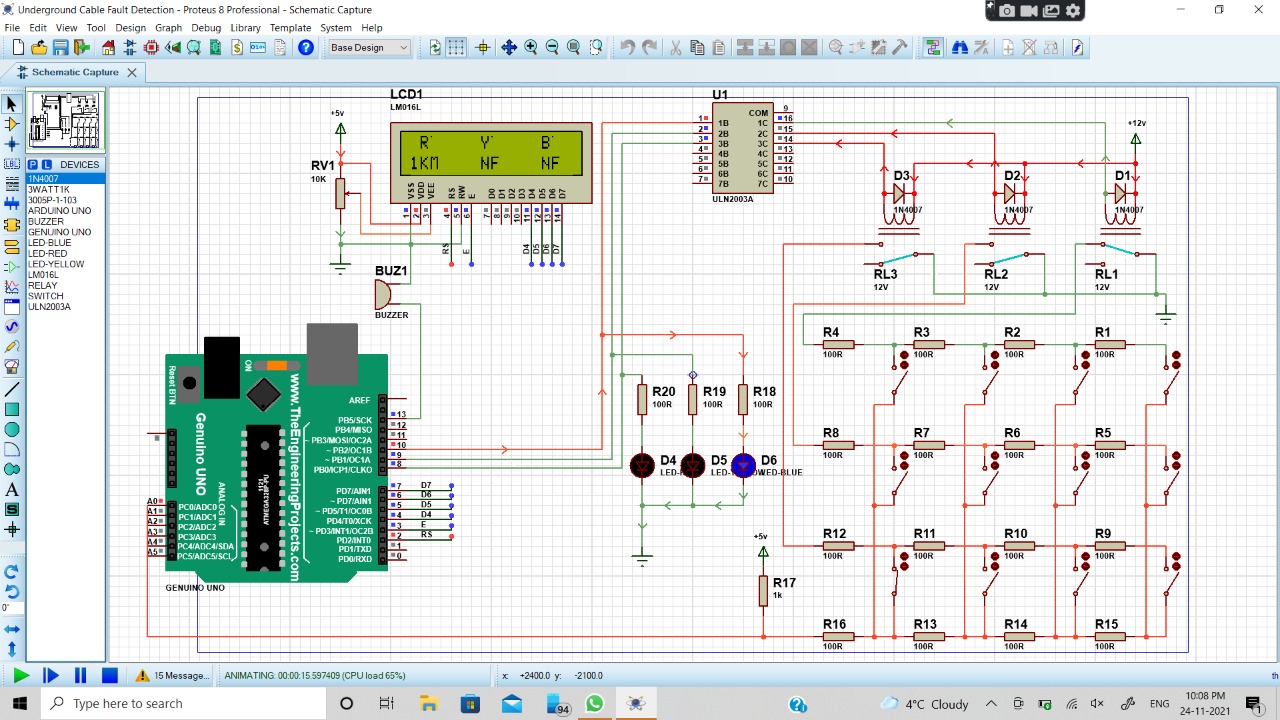 Underground Cable Fault Detection - Proteus 8 Professional - Schematic Capture
File Edit View Tool Design Graph Debug Library Template System Help
Base Design
Schematic Capture
P L DEVICES
1N4007
3WATT1K
3005P-1-103
ARDUINO UNO
BUZZER
GENUINO UNO
LED-BLUE
LED-RED
LED-YELLOW
LM016L
RELAY
SWITCH
ULN2003A
LBL
A
0°
LCD1
LM016L
R Y B
1KM NF NF
VSS VDD VEE RS RW E D0 D1 D2 D3 D4 D5 D6 D7
1 2 3 4 5 6 7 8 9 10 11 12 13 14
RS E D4 D5 D6 D7
+5v
RV1
10K
BUZ1
BUZZER
U1
COM 9
1 1B 1C 16
2 2B 2C 15
3 3B 3C 14
4 4B 4C 13
5 5B 5C 12
6 6B 6C 11
7 7B 7C 10
ULN2003A
+12v
D3 D2 D1
1N4007 1N4007 1N4007
RL3 RL2 RL1
12V 12V 12V
R4 R3 R2 R1
100R 100R 100R 100R
R8 R7 R6 R5
100R 100R 100R 100R
R12 R11 R10 R9
100R 100R 100R 100R
R16 R13 R14 R15
100R 100R 100R 100R
R20 R19 R18
100R 100R 100R
D4 D5 D6
LED-BLUE
+5v
R17
1k
Reset BTN
ON
Genuino UNO
www.TheEngineeringProjects.com
ANALOG IN
ATMEGA328P-PU
1121
AREF
PB5/SCK 13
PB4/MISO 12
~ PB3/MOSI/OC2A 11
~ PB2/OC1B 10
~ PB1/OC1A 9
PB0/ICP1/CLKO 8
PD7/AIN1 7 D7
~ PD7/AIN1 6 D6
~ PD5/T1/OC0B 5 D5
PD4/T0/XCK 4 D4
~ PD3/INT1/OC2B 3 E
PD2/INT0 2 RS
PD1/TXD 1
PD0/RXD 0
A0 PC0/ADC0
A1 PC1/ADC1
A2 PC2/ADC2
A3 PC3/ADC3
A4 PC4/ADC4/SDA
A5 PC5/ADC5/SCL
GENUINO UNO
15 Message...
ANIMATING: 00:00:15.597409 (CPU load 65%)
x: +2400.0 y: -2100.0
th
Type here to search
94
4°C Cloudy
ENG
10:08 PM
24-11-2021
1